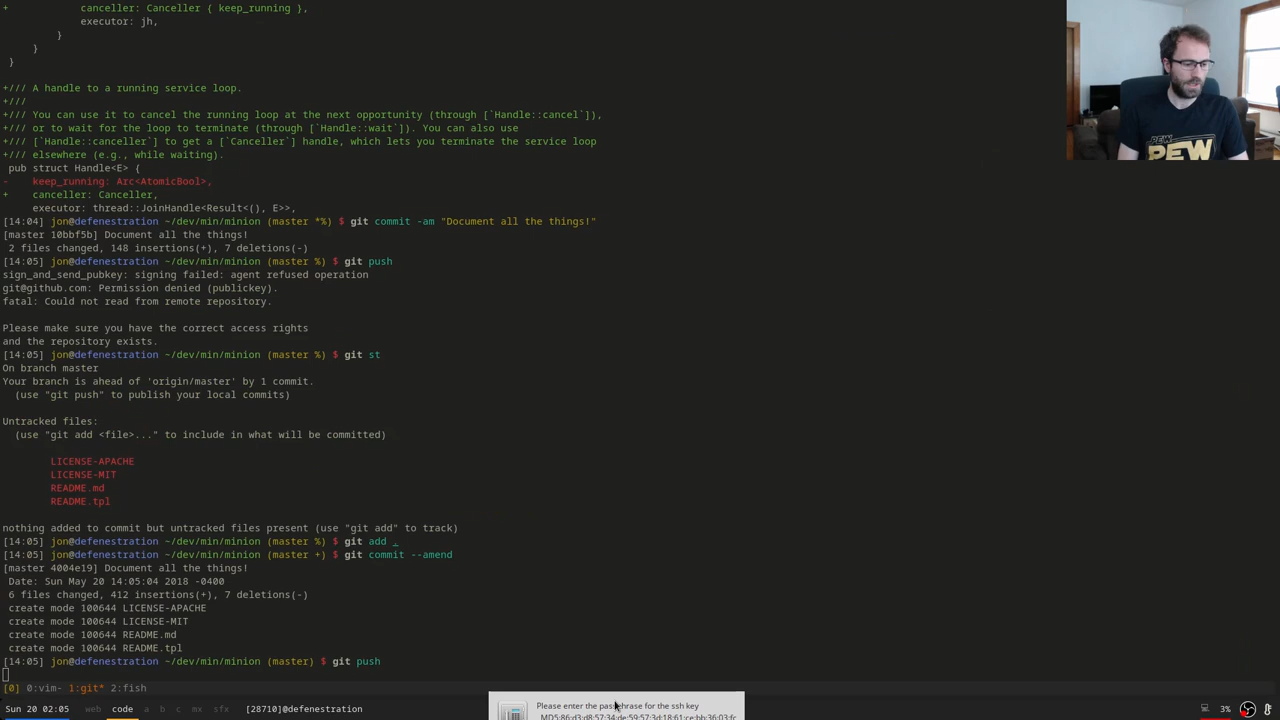 +            canceller: Canceller { keep_running },
             executor: jh,
         }
     }
 }
+/// A handle to a running service loop.
+///
+/// You can use it to cancel the running loop at the next opportunity (through [`Handle::cancel`]),
+/// or to wait for the loop to terminate (through [`Handle::wait`]). You can also use
+/// [`Handle::canceller`] to get a [`Canceller`] handle, which lets you terminate the service loop
+/// elsewhere (e.g., while waiting).
 pub struct Handle<E> {
-    keep_running: Arc<AtomicBool>,
+    canceller: Canceller,
     executor: thread::JoinHandle<Result<(), E>>,
[14:04] jon@defenestration ~/dev/min/minion (master *%) $ git commit -am "Document all the things!"
[master 10bbf5b] Document all the things!
 2 files changed, 148 insertions(+), 7 deletions(-)
[14:05] jon@defenestration ~/dev/min/minion (master %) $ git push
sign_and_send_pubkey: signing failed: agent refused operation
git@github.com: Permission denied (publickey).
fatal: Could not read from remote repository.
Please make sure you have the correct access rights
and the repository exists.
[14:05] jon@defenestration ~/dev/min/minion (master %) $ git st
On branch master
Your branch is ahead of 'origin/master' by 1 commit.
  (use "git push" to publish your local commits)
Untracked files:
  (use "git add <file>..." to include in what will be committed)
        LICENSE-APACHE
        LICENSE-MIT
        README.md
        README.tpl
nothing added to commit but untracked files present (use "git add" to track)
[14:05] jon@defenestration ~/dev/min/minion (master %) $ git add .
[14:05] jon@defenestration ~/dev/min/minion (master +) $ git commit --amend
[master 4004e19] Document all the things!
 Date: Sun May 20 14:05:04 2018 -0400
 6 files changed, 412 insertions(+), 7 deletions(-)
 create mode 100644 LICENSE-APACHE
 create mode 100644 LICENSE-MIT
 create mode 100644 README.md
 create mode 100644 README.tpl
[14:05] jon@defenestration ~/dev/min/minion (master) $ git push
[0] 0:vim- 1:git* 2:fish
Please enter the passphrase for the ssh key
Sun 20 02:05 web code a b c mx share [28710]@defenestration 3%
PEW
PEW